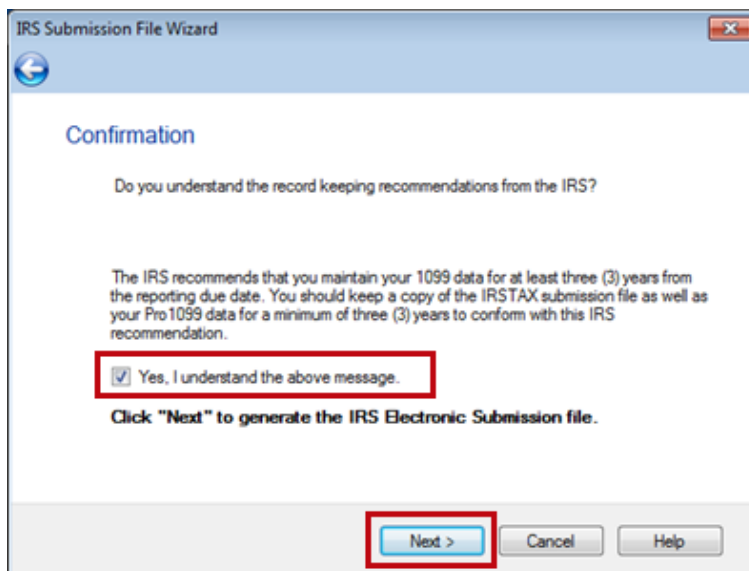 IRS Submission File Wizard
Confirmation
Do you understand the record keeping recommendations from the IRS?
The IRS recommends that you maintain your 1099 data for at least three (3) years from
the reporting due date. You should keep a copy of the IRSTAX submission file as well as
your Pro1099 data for a minimum of three (3) years to conform with this IRS
recommendation.
Yes, I understand the above message.
Click "Next" to generate the IRS Electronic Submission file.
Next >
Cancel
Help